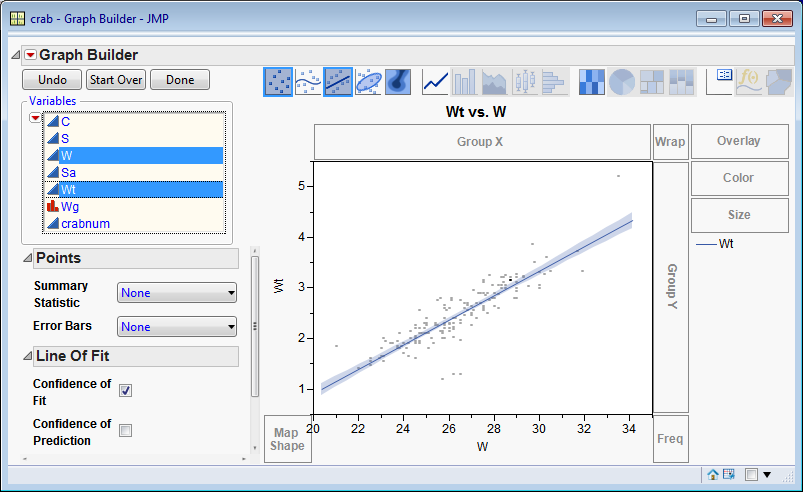 crab - Graph Builder - JMP
Graph Builder
Undo Start Over Done
Variables
C
S
W
Sa
Wt
Wg
crabnum
Points
Summary
Statistic
None
Error Bars
None
Line Of Fit
Confidence of
Fit
Confidence of
Prediction
Wt vs. W
Group X
Wrap
Overlay
Color
Size
Wt
Group Y
Wt
5
4
3
2
1
20 22 24 26 28 30 32 34
W
Map
Shape
Freq